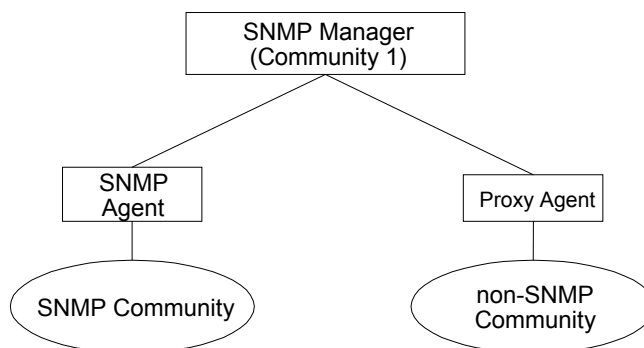 SNMP Manager
(Community 1)
SNMP
Agent
Proxy Agent
SNMP Community
non-SNMP
Community